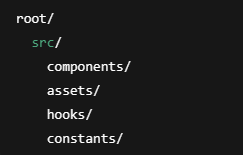 root/
  src/
    components/
    assets/
    hooks/
    constants/